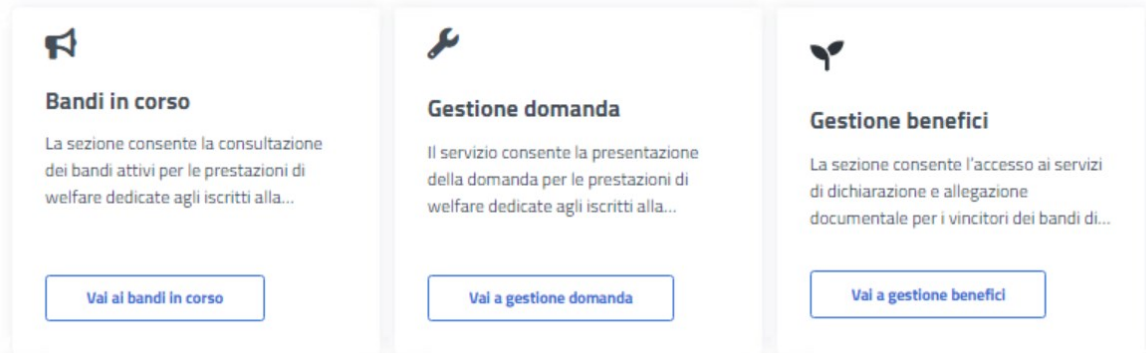 Bandi in corso
La sezione consente la consultazione
dei bandi attivi per le prestazioni di
welfare dedicate agli iscritti alla...
Vai ai bandi in corso
Gestione domanda
Il servizio consente la presentazione
della domanda per le prestazioni di
welfare dedicate agli iscritti alla...
Vai a gestione domanda
Gestione benefici
La sezione consente l'accesso ai servizi
di dichiarazione e allegazione
documentale per i vincitori dei bandi di...
Vai a gestione benefici